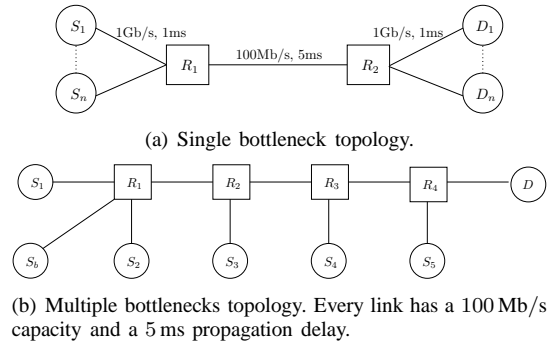 S1
1Gb/s, 1ms
1Gb/s, 1ms
D1
R1
100Mb/s, 5ms
R2
Sn
Dn
(a) Single bottleneck topology.
S1
R1
R2
R3
R4
D
Sb
S2
S3
S4
S5
(b) Multiple bottlenecks topology. Every link has a 100 Mb/s
capacity and a 5 ms propagation delay.